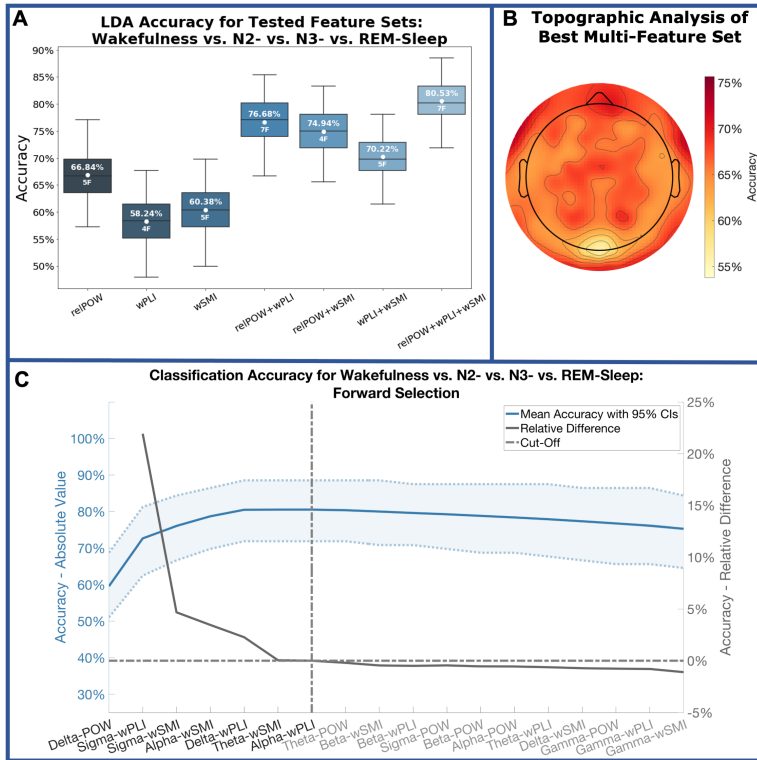 A
LDA Accuracy for Tested Feature Sets:
Wakefulness vs. N2- vs. N3- vs. REM-Sleep
Accuracy
90%
85%
80%
75%
70%
65%
60%
55%
50%
66.84%
5F
58.24%
4F
60.38%
5F
76.68%
7F
74.94%
4F
70.22%
5F
80.53%
7F
relPOW
wPLI
wSMI
relPOW+wPLI
relPOW+wSMI
wPLI+wSMI
relPOW+wPLI+wSMI
B
Topographic Analysis of
Best Multi-Feature Set
75%
70%
65%
60%
55%
Accuracy
C
Classification Accuracy for Wakefulness vs. N2- vs. N3- vs. REM-Sleep:
Forward Selection
Mean Accuracy with 95% CIs
Relative Difference
Cut-Off
Accuracy - Absolute Value
100%
90%
80%
70%
60%
50%
40%
30%
25%
20%
15%
10%
5%
0%
-5%
Accuracy - Relative Difference
Delta-POW
Sigma-wPLI
Sigma-wSMI
Alpha-wSMI
Delta-wPLI
Theta-wSMI
Alpha-wPLI
Theta-POW
Beta-wSMI
Beta-wPLI
Sigma-POW
Beta-POW
Alpha-POW
Theta-wPLI
Delta-wSMI
Gamma-POW
Gamma-wPLI
Gamma-wSMI